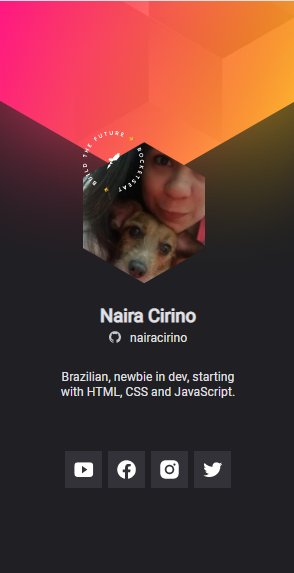 BUILD THE FUTURE ROCKETSEAT
Naira Cirino
nairacirino
Brazilian, newbie in dev, starting
with HTML, CSS and JavaScript.